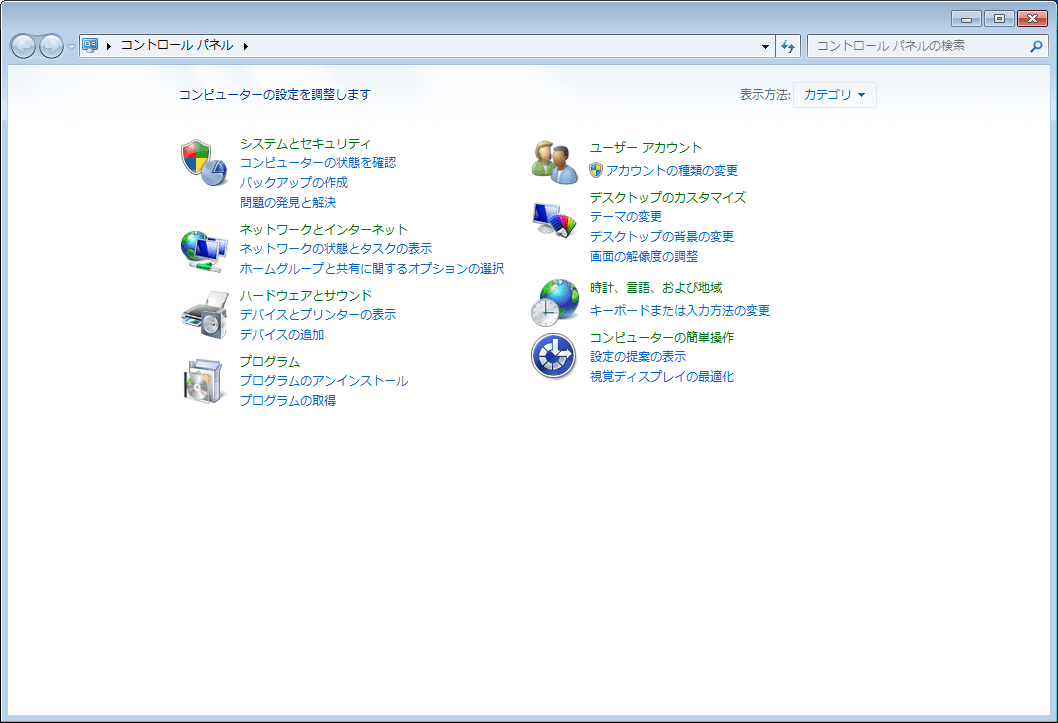 コントロール パネル
コントロール パネルの検索
コンピューターの設定を調整します
表示方法: カテゴリ
システムとセキュリティ
コンピューターの状態を確認
バックアップの作成
問題の発見と解決
ネットワークとインターネット
ネットワークの状態とタスクの表示
ホームグループと共有に関するオプションの選択
ハードウェアとサウンド
デバイスとプリンターの表示
デバイスの追加
プログラム
プログラムのアンインストール
プログラムの取得
ユーザー アカウント
アカウントの種類の変更
デスクトップのカスタマイズ
テーマの変更
デスクトップの背景の変更
画面の解像度の調整
時計、言語、および地域
キーボードまたは入力方法の変更
コンピューターの簡単操作
設定の提案の表示
視覚ディスプレイの最適化